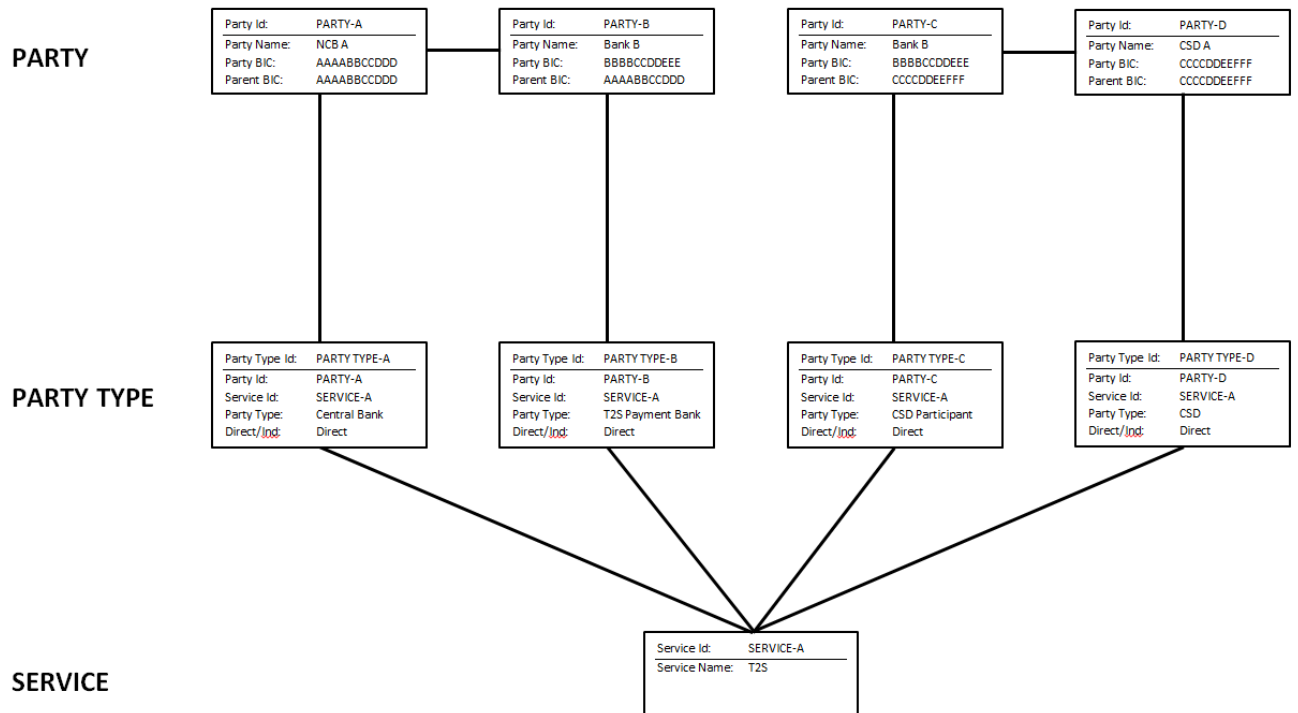 PARTY
Party Id: PARTY-A
Party Name: NCB A
Party BIC: AAAABBCCDDD
Parent BIC: AAAABBCCDDD
Party Id: PARTY-B
Party Name: Bank B
Party BIC: BBBBCCDDEEE
Parent BIC: AAAABBCCDDD
Party Id: PARTY-C
Party Name: Bank B
Party BIC: BBBBCCDDEEE
Parent BIC: CCCCDDEEFFF
Party Id: PARTY-D
Party Name: CSD A
Party BIC: CCCCDDEEFFF
Parent BIC: CCCCDDEEFFF
PARTY TYPE
Party Type Id: PARTY TYPE-A
Party Id: PARTY-A
Service Id: SERVICE-A
Party Type: Central Bank
Direct/Ind: Direct
Party Type Id: PARTY TYPE-B
Party Id: PARTY-B
Service Id: SERVICE-A
Party Type: T2S Payment Bank
Direct/Ind: Direct
Party Type Id: PARTY TYPE-C
Party Id: PARTY-C
Service Id: SERVICE-A
Party Type: CSD Participant
Direct/Ind: Direct
Party Type Id: PARTY TYPE-D
Party Id: PARTY-D
Service Id: SERVICE-A
Party Type: CSD
Direct/Ind: Direct
SERVICE
Service Id: SERVICE-A
Service Name: T2S